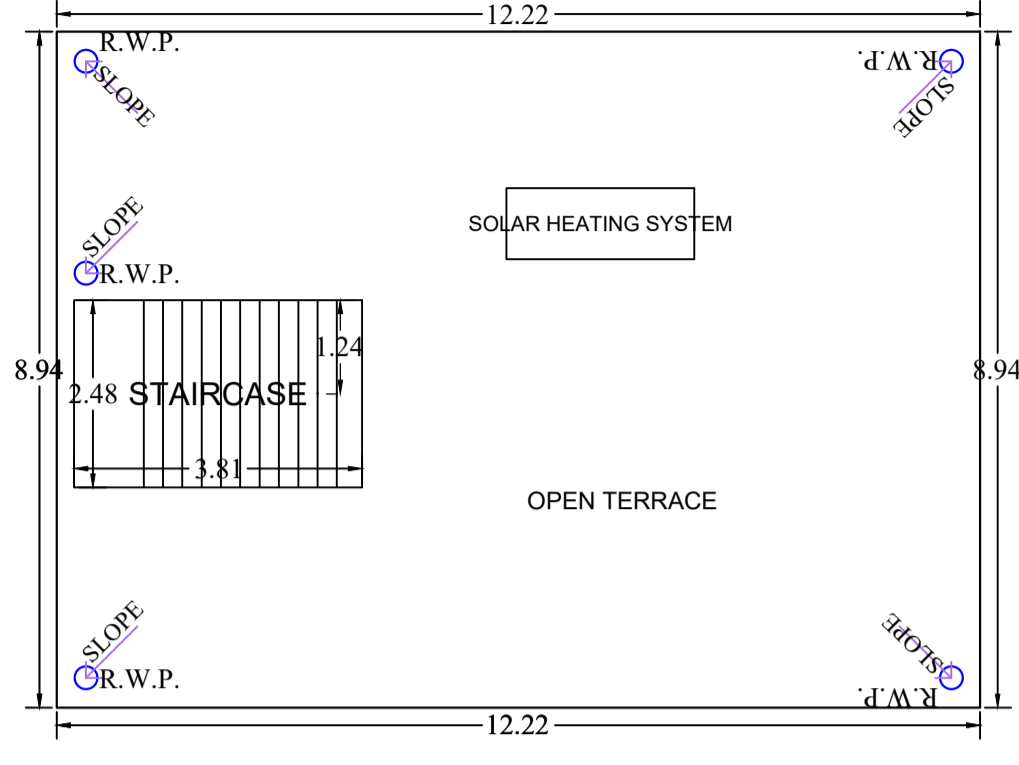 12.22
R.W.P.
R.W.P.
SLOPE
SLOPE
SLOPE
SOLAR HEATING SYSTEM
R.W.P.
1.24
8.94
8.94
2.48
STAIRCASE
3.81
OPEN TERRACE
SLOPE
SLOPE
R.W.P.
R.W.P.
12.22